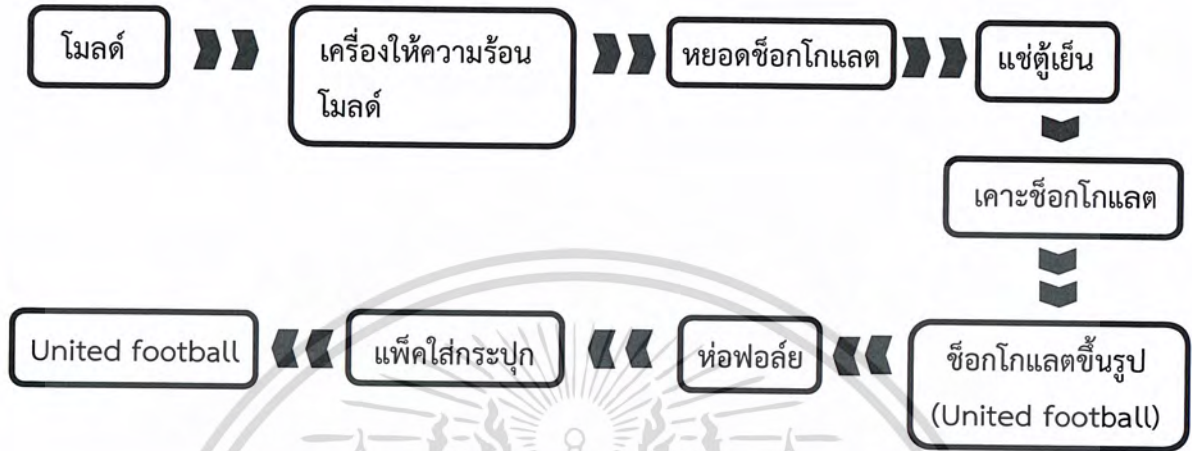 โมลด์
เครื่องให้ความร้อน
โมลด์
หยอดช็อกโกแลต
แช่ตู้เย็น
เคาะช็อกโกแลต
ช็อกโกแลตขึ้นรูป
(United football)
ห่อฟอล์ย
แพ็คใส่กระปุก
United football